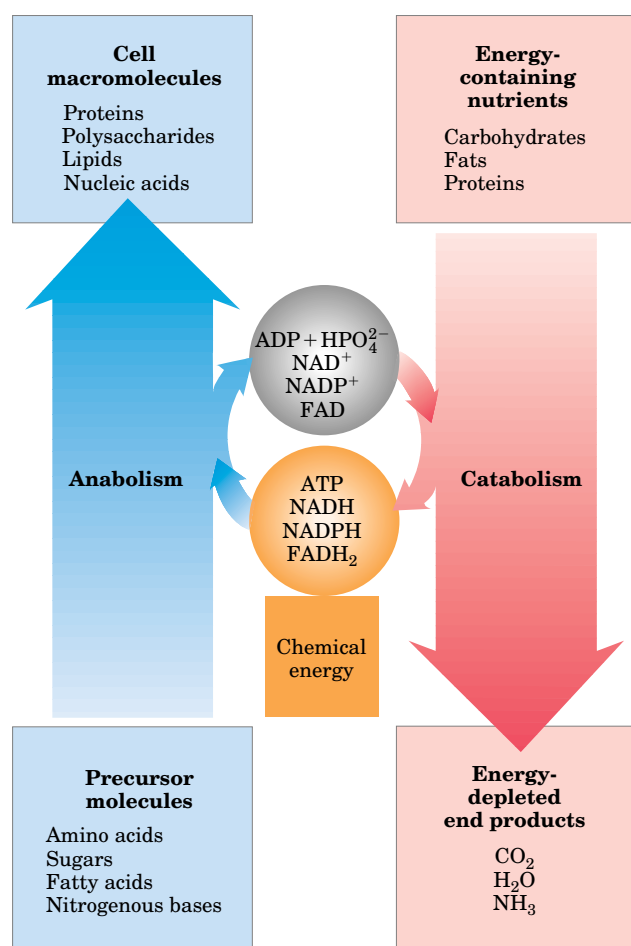 Cell
macromolecules
Proteins
Polysaccharides
Lipids
Nucleic acids
Energy-
containing
nutrients
Carbohydrates
Fats
Proteins
ADP + HPO₄²⁻
NAD⁺
NADP⁺
FAD
Anabolism
ATP
NADH
NADPH
FADH₂
Catabolism
Chemical
energy
Precursor
molecules
Amino acids
Sugars
Fatty acids
Nitrogenous bases
Energy-
depleted
end products
CO₂
H₂O
NH₃